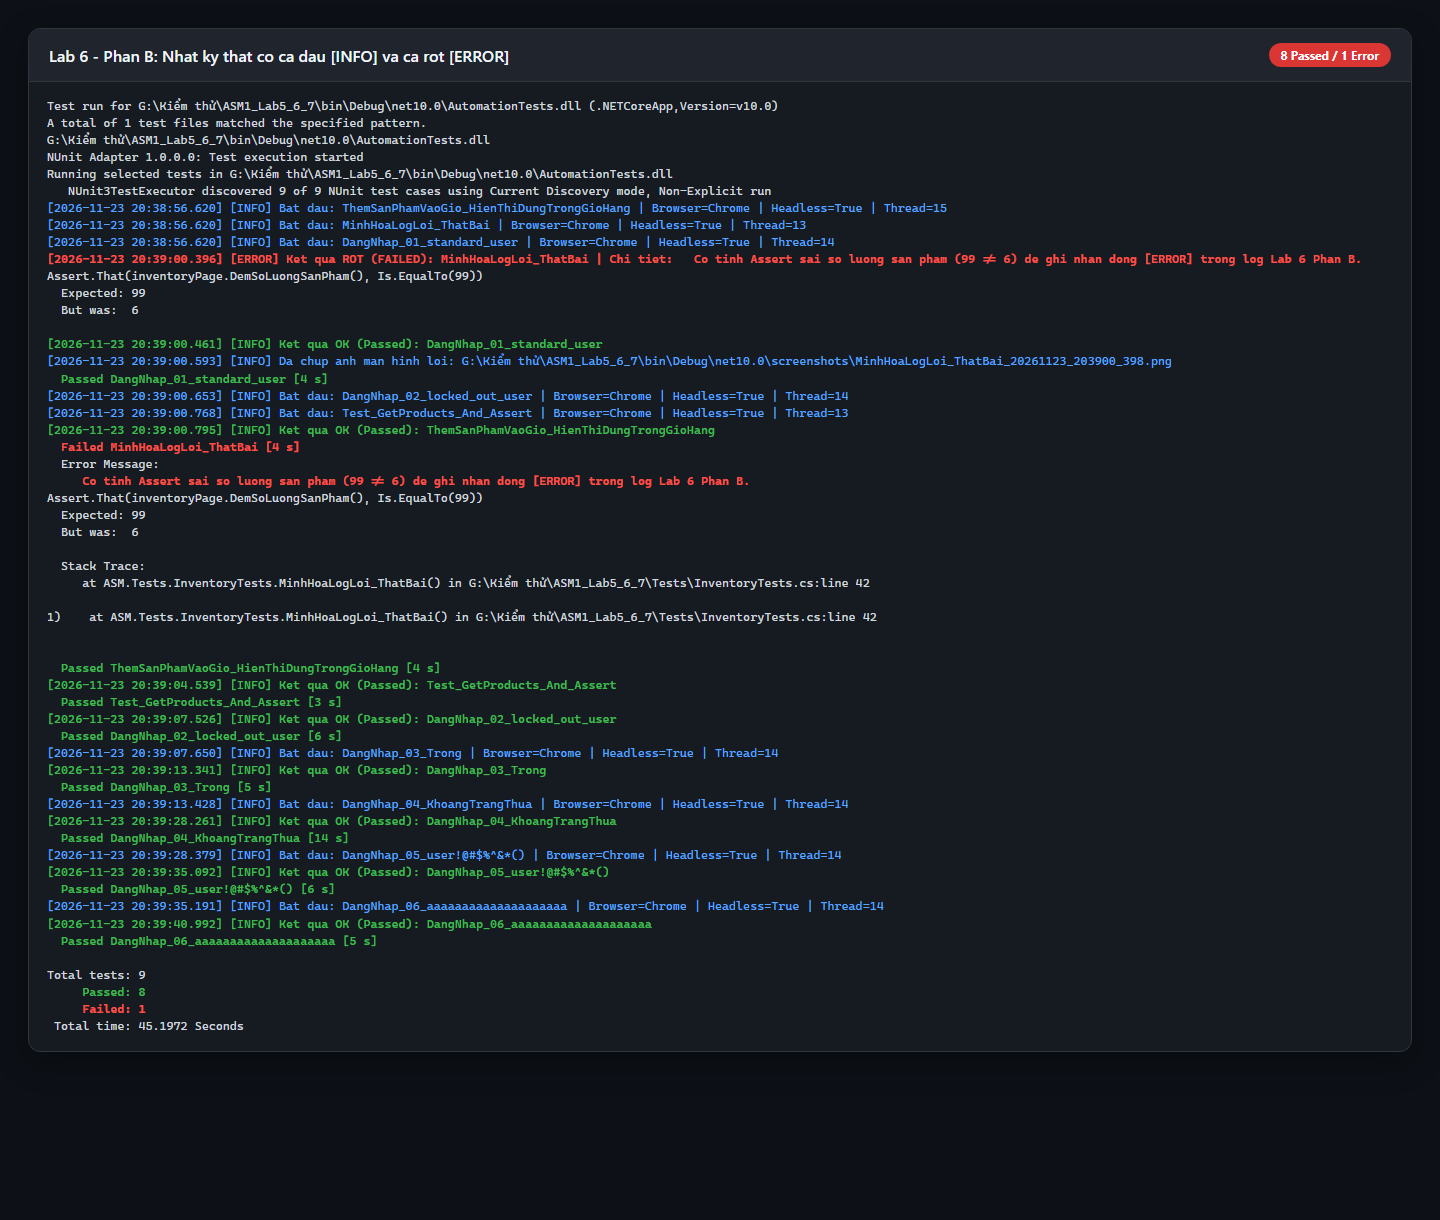 Lab 6 - Phan B: Nhat ky that co ca dau [INFO] va ca rot [ERROR]
8 Passed / 1 Error
Test run for G:\Kiểm thử\ASM1_Lab5_6_7\bin\Debug\net10.0\AutomationTests.dll (.NETCoreApp,Version=v10.0)
A total of 1 test files matched the specified pattern.
G:\Kiểm thử\ASM1_Lab5_6_7\bin\Debug\net10.0\AutomationTests.dll
NUnit Adapter 1.0.0.0: Test execution started
Running selected tests in G:\Kiểm thử\ASM1_Lab5_6_7\bin\Debug\net10.0\AutomationTests.dll
   NUnit3TestExecutor discovered 9 of 9 NUnit test cases using Current Discovery mode, Non-Explicit run
[2026-11-23 20:38:56.620] [INFO] Bat dau: ThemSanPhamVaoGio_HienThiDungTrongGioHang | Browser=Chrome | Headless=True | Thread=15
[2026-11-23 20:38:56.620] [INFO] Bat dau: MinhHoaLogLoi_ThatBai | Browser=Chrome | Headless=True | Thread=13
[2026-11-23 20:38:56.620] [INFO] Bat dau: DangNhap_01_standard_user | Browser=Chrome | Headless=True | Thread=14
[2026-11-23 20:39:00.396] [ERROR] Ket qua ROT (FAILED): MinhHoaLogLoi_ThatBai | Chi tiet:   Co tinh Assert sai so luong san pham (99 ≠ 6) de ghi nhan dong [ERROR] trong log Lab 6 Phan B.
Assert.That(inventoryPage.DemSoLuongSanPham(), Is.EqualTo(99))
  Expected: 99
  But was:  6
[2026-11-23 20:39:00.461] [INFO] Ket qua OK (Passed): DangNhap_01_standard_user
[2026-11-23 20:39:00.593] [INFO] Da chup anh man hinh loi: G:\Kiểm thử\ASM1_Lab5_6_7\bin\Debug\net10.0\screenshots\MinhHoaLogLoi_ThatBai_20261123_203900_398.png
  Passed DangNhap_01_standard_user [4 s]
[2026-11-23 20:39:00.653] [INFO] Bat dau: DangNhap_02_locked_out_user | Browser=Chrome | Headless=True | Thread=14
[2026-11-23 20:39:00.768] [INFO] Bat dau: Test_GetProducts_And_Assert | Browser=Chrome | Headless=True | Thread=13
[2026-11-23 20:39:00.795] [INFO] Ket qua OK (Passed): ThemSanPhamVaoGio_HienThiDungTrongGioHang
  Failed MinhHoaLogLoi_ThatBai [4 s]
  Error Message:
     Co tinh Assert sai so luong san pham (99 ≠ 6) de ghi nhan dong [ERROR] trong log Lab 6 Phan B.
Assert.That(inventoryPage.DemSoLuongSanPham(), Is.EqualTo(99))
  Expected: 99
  But was:  6
  Stack Trace:
     at ASM.Tests.InventoryTests.MinhHoaLogLoi_ThatBai() in G:\Kiểm thử\ASM1_Lab5_6_7\Tests\InventoryTests.cs:line 42
1)    at ASM.Tests.InventoryTests.MinhHoaLogLoi_ThatBai() in G:\Kiểm thử\ASM1_Lab5_6_7\Tests\InventoryTests.cs:line 42
  Passed ThemSanPhamVaoGio_HienThiDungTrongGioHang [4 s]
[2026-11-23 20:39:04.539] [INFO] Ket qua OK (Passed): Test_GetProducts_And_Assert
  Passed Test_GetProducts_And_Assert [3 s]
[2026-11-23 20:39:07.526] [INFO] Ket qua OK (Passed): DangNhap_02_locked_out_user
  Passed DangNhap_02_locked_out_user [6 s]
[2026-11-23 20:39:07.650] [INFO] Bat dau: DangNhap_03_Trong | Browser=Chrome | Headless=True | Thread=14
[2026-11-23 20:39:13.341] [INFO] Ket qua OK (Passed): DangNhap_03_Trong
  Passed DangNhap_03_Trong [5 s]
[2026-11-23 20:39:13.428] [INFO] Bat dau: DangNhap_04_KhoangTrangThua | Browser=Chrome | Headless=True | Thread=14
[2026-11-23 20:39:28.261] [INFO] Ket qua OK (Passed): DangNhap_04_KhoangTrangThua
  Passed DangNhap_04_KhoangTrangThua [14 s]
[2026-11-23 20:39:28.379] [INFO] Bat dau: DangNhap_05_user!@#$%^&*() | Browser=Chrome | Headless=True | Thread=14
[2026-11-23 20:39:35.092] [INFO] Ket qua OK (Passed): DangNhap_05_user!@#$%^&*()
  Passed DangNhap_05_user!@#$%^&*() [6 s]
[2026-11-23 20:39:35.191] [INFO] Bat dau: DangNhap_06_aaaaaaaaaaaaaaaaaaaa | Browser=Chrome | Headless=True | Thread=14
[2026-11-23 20:39:40.992] [INFO] Ket qua OK (Passed): DangNhap_06_aaaaaaaaaaaaaaaaaaaa
  Passed DangNhap_06_aaaaaaaaaaaaaaaaaaaa [5 s]
Total tests: 9
     Passed: 8
     Failed: 1
 Total time: 45.1972 Seconds